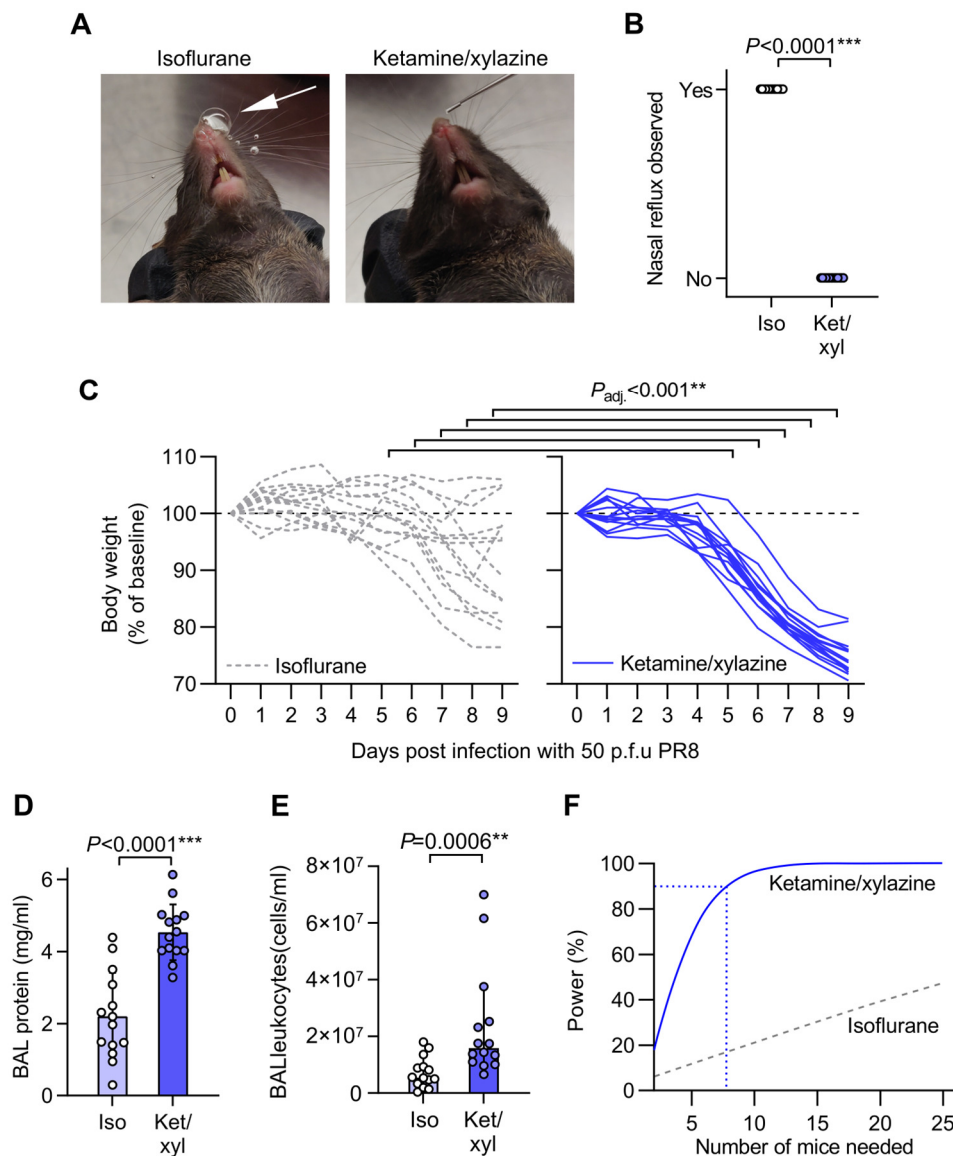 A
Isoflurane
Ketamine/xylazine
B
P<0.0001***
Nasal reflux observed
Yes
No
Iso
Ket/
xyl
C
Padj.<0.001**
Body weight
(% of baseline)
110
100
90
80
70
Isoflurane
Ketamine/xylazine
0 1 2 3 4 5 6 7 8 9
0 1 2 3 4 5 6 7 8 9
Days post infection with 50 p.f.u PR8
D
P<0.0001***
BAL protein (mg/ml)
6
4
2
0
Iso
Ket/
xyl
E
P=0.0006**
BALleukocytes(cells/ml)
8×10⁷
6×10⁷
4×10⁷
2×10⁷
0
Iso
Ket/
xyl
F
Power (%)
100
80
60
40
20
0
Ketamine/xylazine
Isoflurane
5 10 15 20 25
Number of mice needed